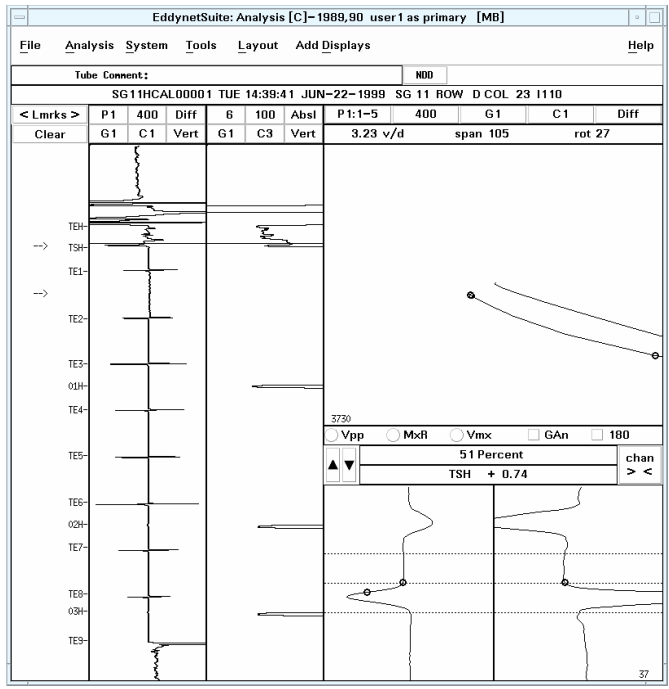 EddynetSuite: Analysis [C]-1989,90 user1 as primary [MB]
File Analysis System Tools Layout Add Displays Help
Tube Comment: NDD
SG11HCAL00001 TUE 14:39:41 JUN-22-1999 SG 11 ROW D COL 23 I110
< Lmrks > P1 400 Diff 6 100 Absl P1:1-5 400 G1 C1 Diff
Clear G1 C1 Vert G1 C3 Vert 3.23 v/d span 105 rot 27
TEH
--> TSH
TE1
-->
TE2
TE3
01H
TE4
3730
Vpp MxR Vmx GAn 180
TE5
51 Percent
TSH + 0.74
chan
> <
TE6
02H
TE7
TE8
03H
TE9
37